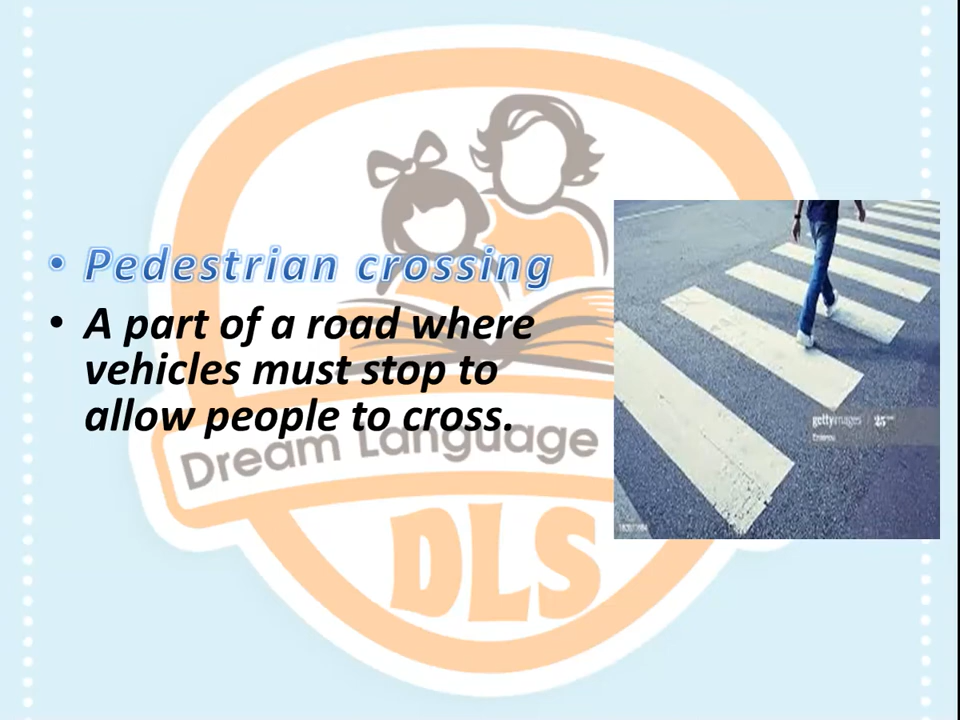 • Pedestrian crossing
• A part of a road where
vehicles must stop to
allow people to cross.
Dream Language
DLS
gettyimages